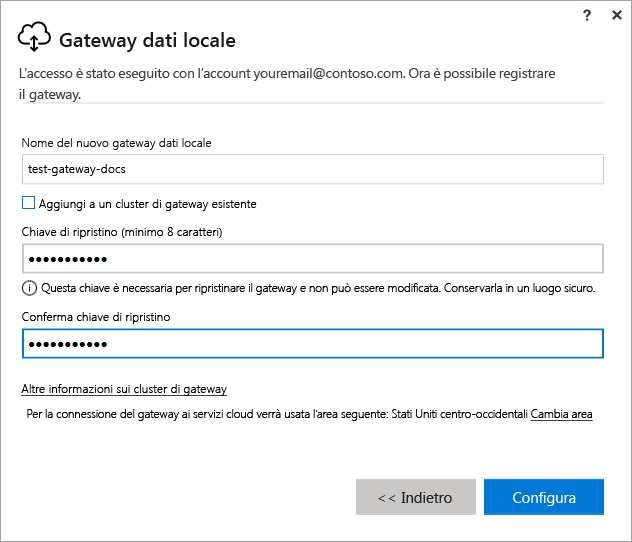 ? ×
Gateway dati locale
L'accesso è stato eseguito con l'account youremail@contoso.com. Ora è possibile registrare
il gateway.
Nome del nuovo gateway dati locale
test-gateway-docs
Aggiungi a un cluster di gateway esistente
Chiave di ripristino (minimo 8 caratteri)
●●●●●●●●●●●
Questa chiave è necessaria per ripristinare il gateway e non può essere modificata. Conservarla in un luogo sicuro.
Conferma chiave di ripristino
●●●●●●●●●●●
Altre informazioni sui cluster di gateway
Per la connessione del gateway ai servizi cloud verrà usata l'area seguente: Stati Uniti centro-occidentali Cambia area
<< Indietro
Configura